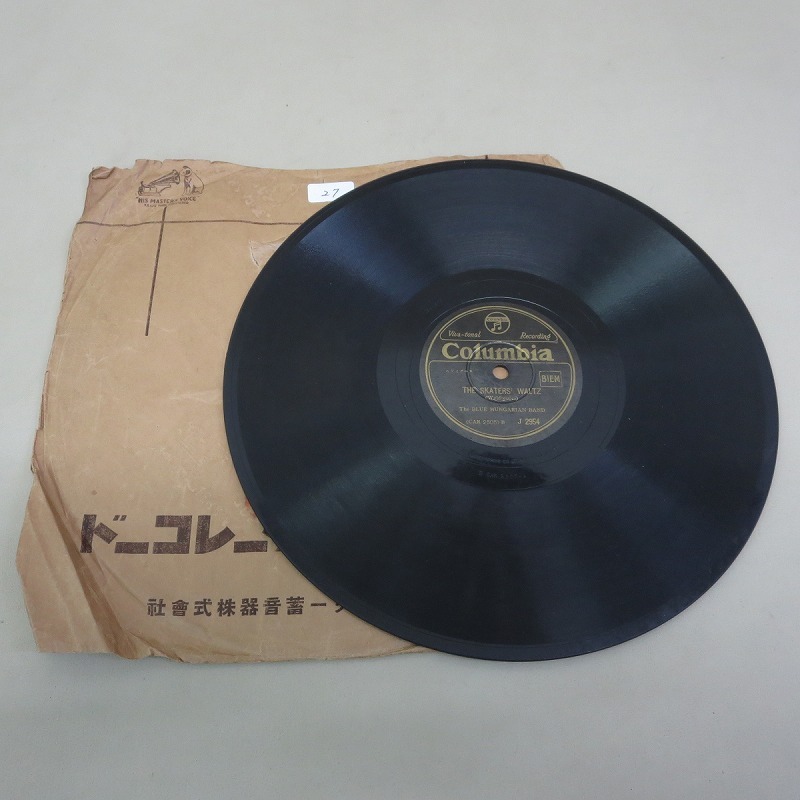 "HIS MASTER'S VOICE"
27
Viva-tonal Recording
Columbia
THE SKATERS' WALTZ
BIEM
The BLUE HUNGARIAN BAND
J 2954
ドーコレー
社會式株器音蓄ー